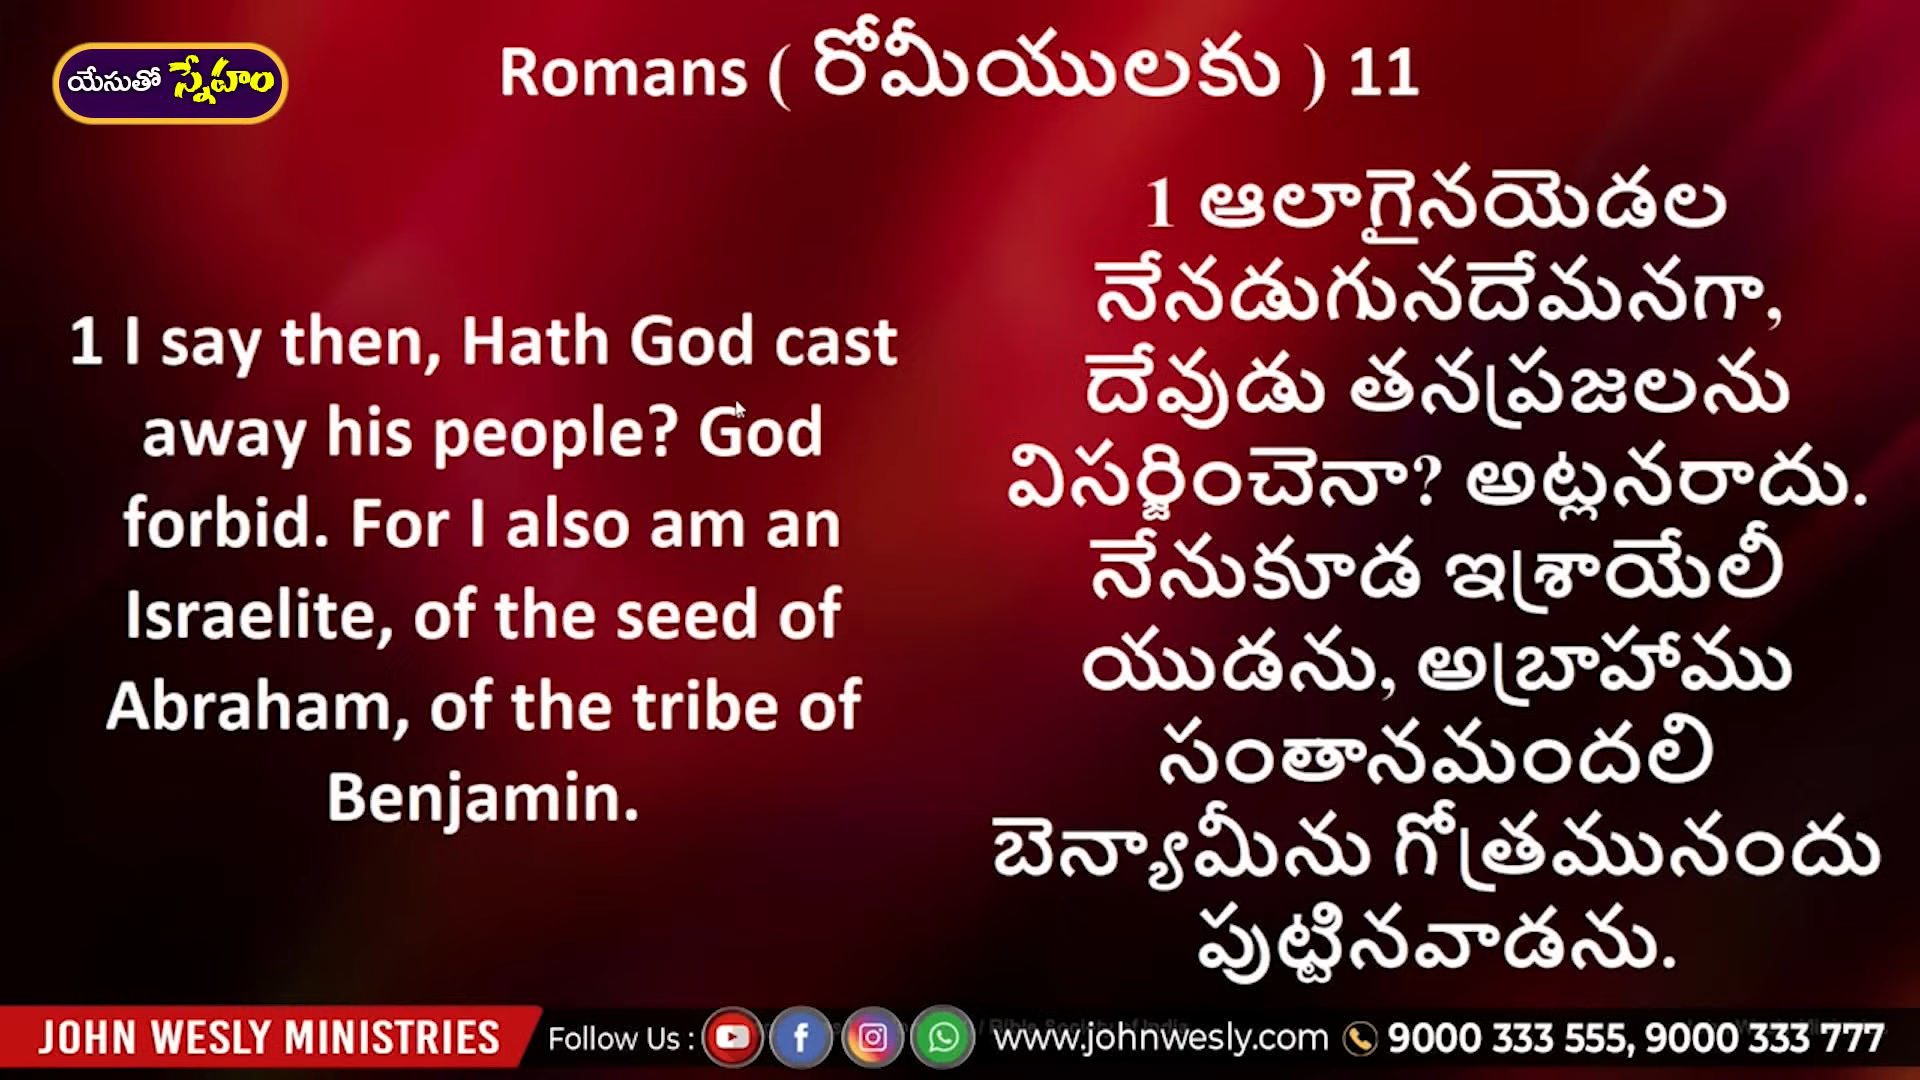 యేసుతో స్నేహం
Romans ( రోమీయులకు ) 11
1 I say then, Hath God cast
away his people? God
forbid. For I also am an
Israelite, of the seed of
Abraham, of the tribe of
Benjamin.
1 ఆలాగైనయెడల
నేనడుగునదేమనగా,
దేవుడు తనప్రజలను
విసర్జించెనా? అట్లనరాదు.
నేనుకూడ ఇశ్రాయేలీ
యుడను, అబ్రాహాము
సంతానమందలి
బెన్యామీను గోత్రమునందు
పుట్టినవాడను.
JOHN WESLY MINISTRIES
Follow Us : www.johnwesly.com 9000 333 555, 9000 333 777